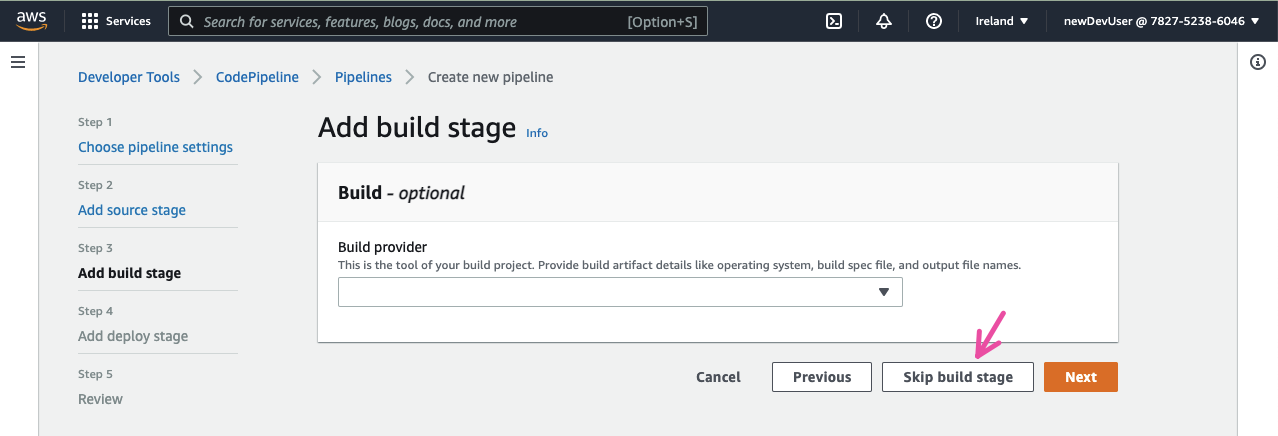 aws Services Search for services, features, blogs, docs, and more [Option+S] Ireland newDevUser @ 7827-5238-6046
Developer Tools CodePipeline Pipelines Create new pipeline
Step 1
Choose pipeline settings
Step 2
Add source stage
Step 3
Add build stage
Step 4
Add deploy stage
Step 5
Review
Add build stage Info
Build - optional
Build provider
This is the tool of your build project. Provide build artifact details like operating system, build spec file, and output file names.
Cancel Previous Skip build stage Next